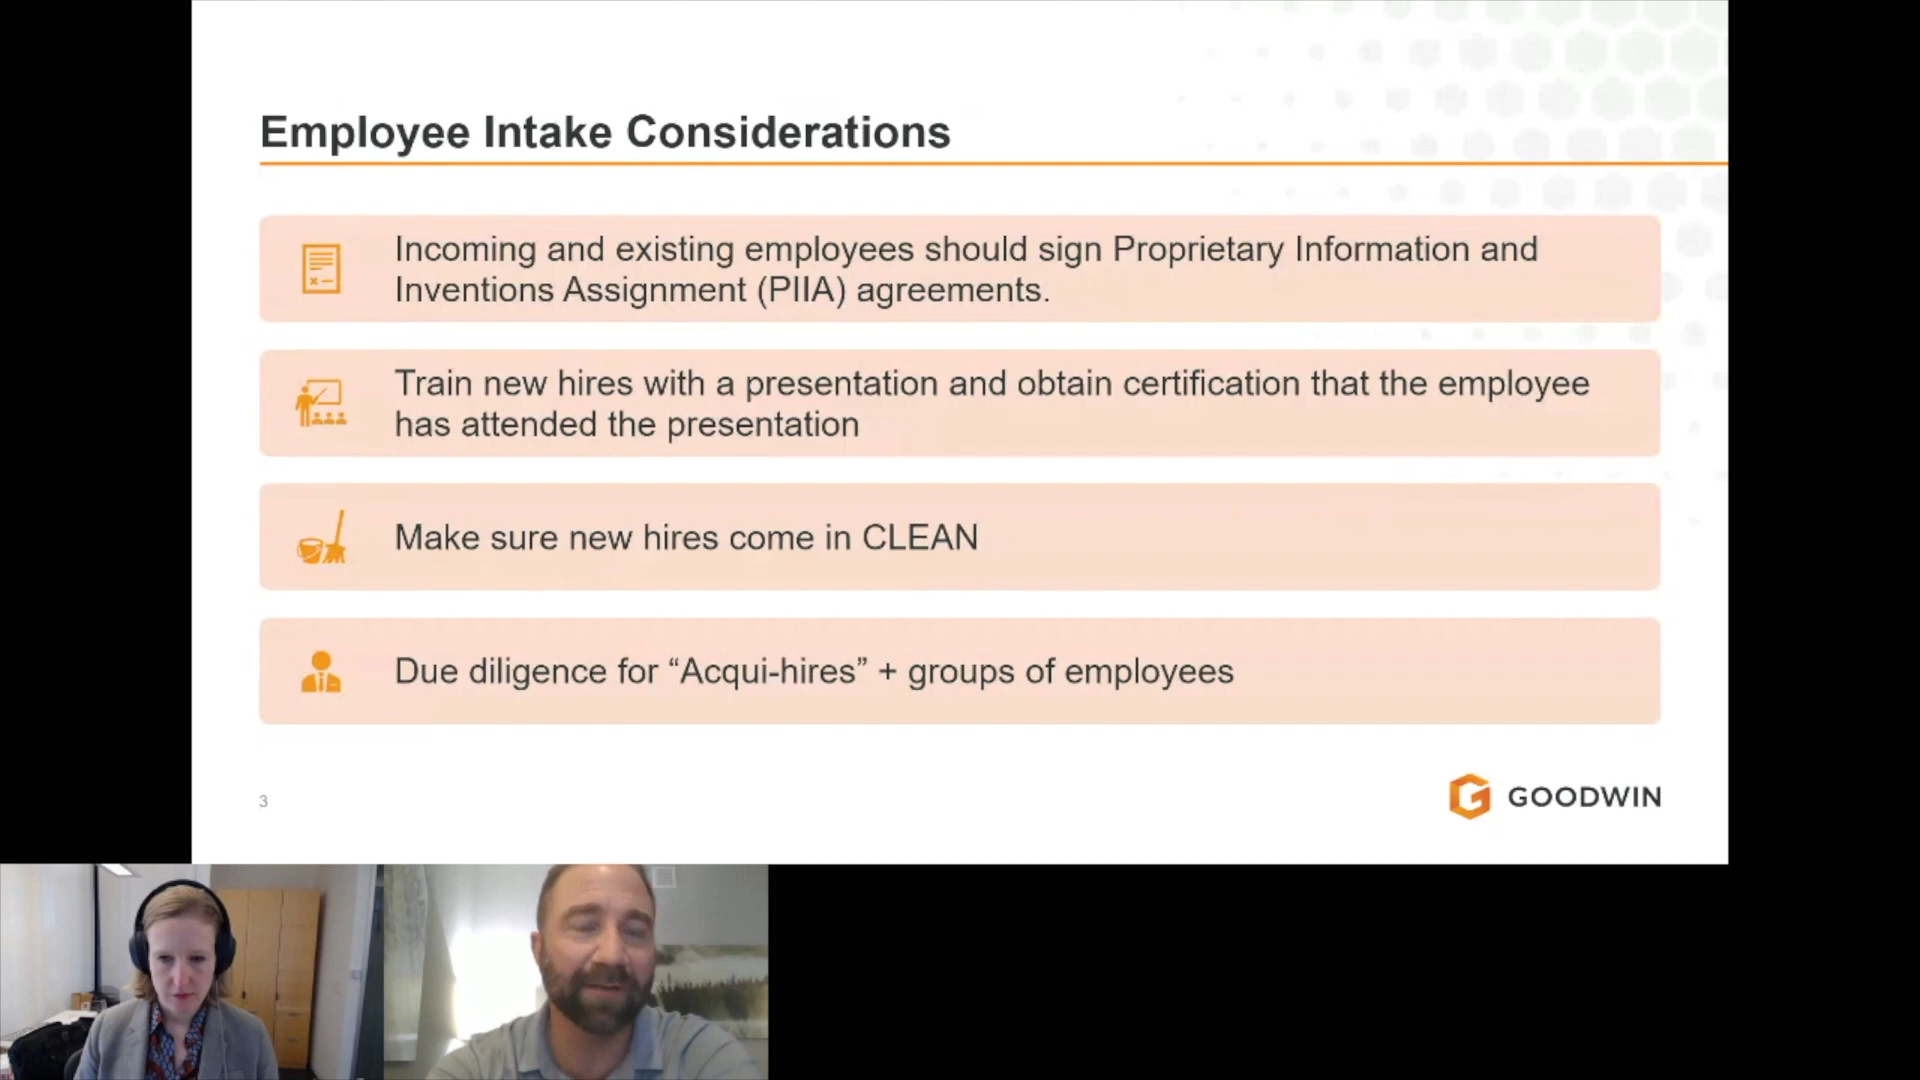 Employee Intake Considerations
Incoming and existing employees should sign Proprietary Information and
Inventions Assignment (PIIA) agreements.
Train new hires with a presentation and obtain certification that the employee
has attended the presentation
Make sure new hires come in CLEAN
Due diligence for “Acqui-hires” + groups of employees
3
GOODWIN